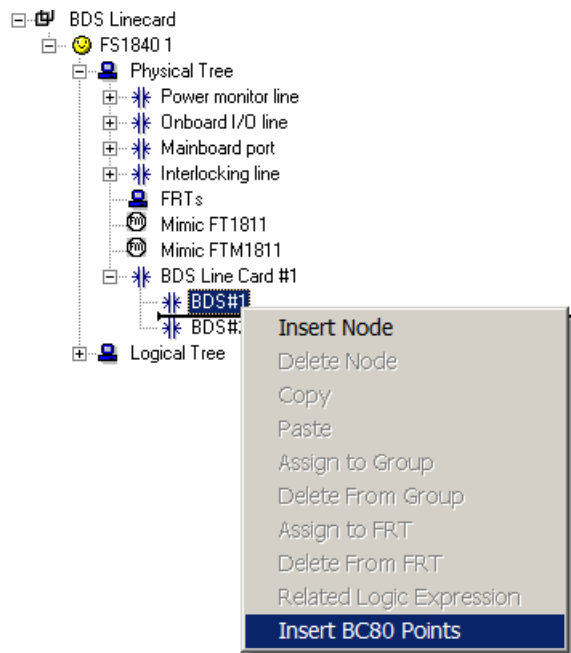 BDS Linecard
FS1840 1
Physical Tree
Power monitor line
Onboard I/O line
Mainboard port
Interlocking line
FRTs
Mimic FT1811
Mimic FTM1811
BDS Line Card #1
BDS#1
BDS#2
Logical Tree
Insert Node
Delete Node
Copy
Paste
Assign to Group
Delete From Group
Assign to FRT
Delete From FRT
Related Logic Expression
Insert BC80 Points